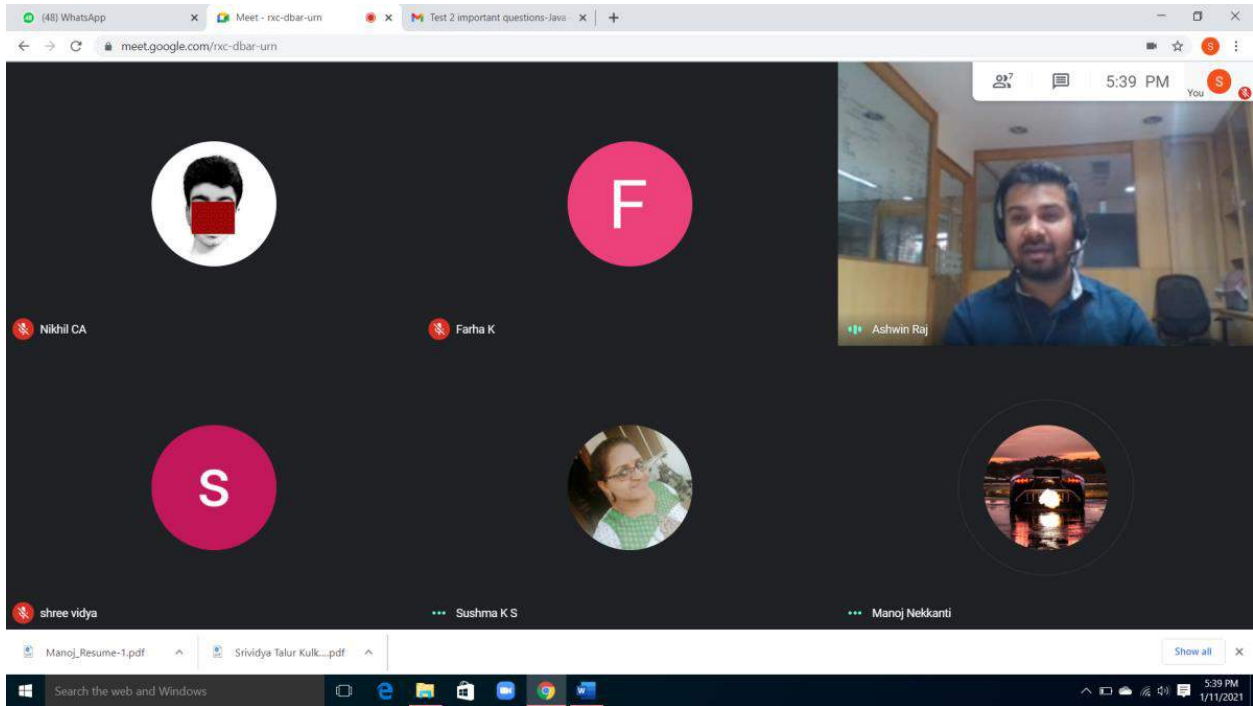 (48) WhatsApp
Meet - rxc-dbar-urn
Test 2 important questions-Java
meet.google.com/rxc-dbar-urn
S
7
5:39 PM
You
S
F
Nikhil CA
Farha K
Ashwin Raj
S
shree vidya
Sushma K S
Manoj Nekkanti
Manoj_Resume-1.pdf
Srividya Talur Kulk....pdf
Show all
Search the web and Windows
5:39 PM
1/11/2021